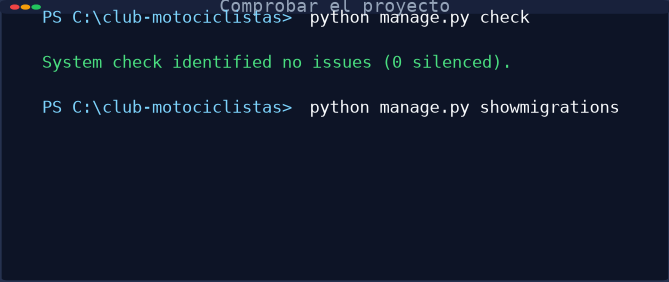 Comprobar el proyecto
PS C:\club-motociclistas> python manage.py check
System check identified no issues (0 silenced).
PS C:\club-motociclistas> python manage.py showmigrations